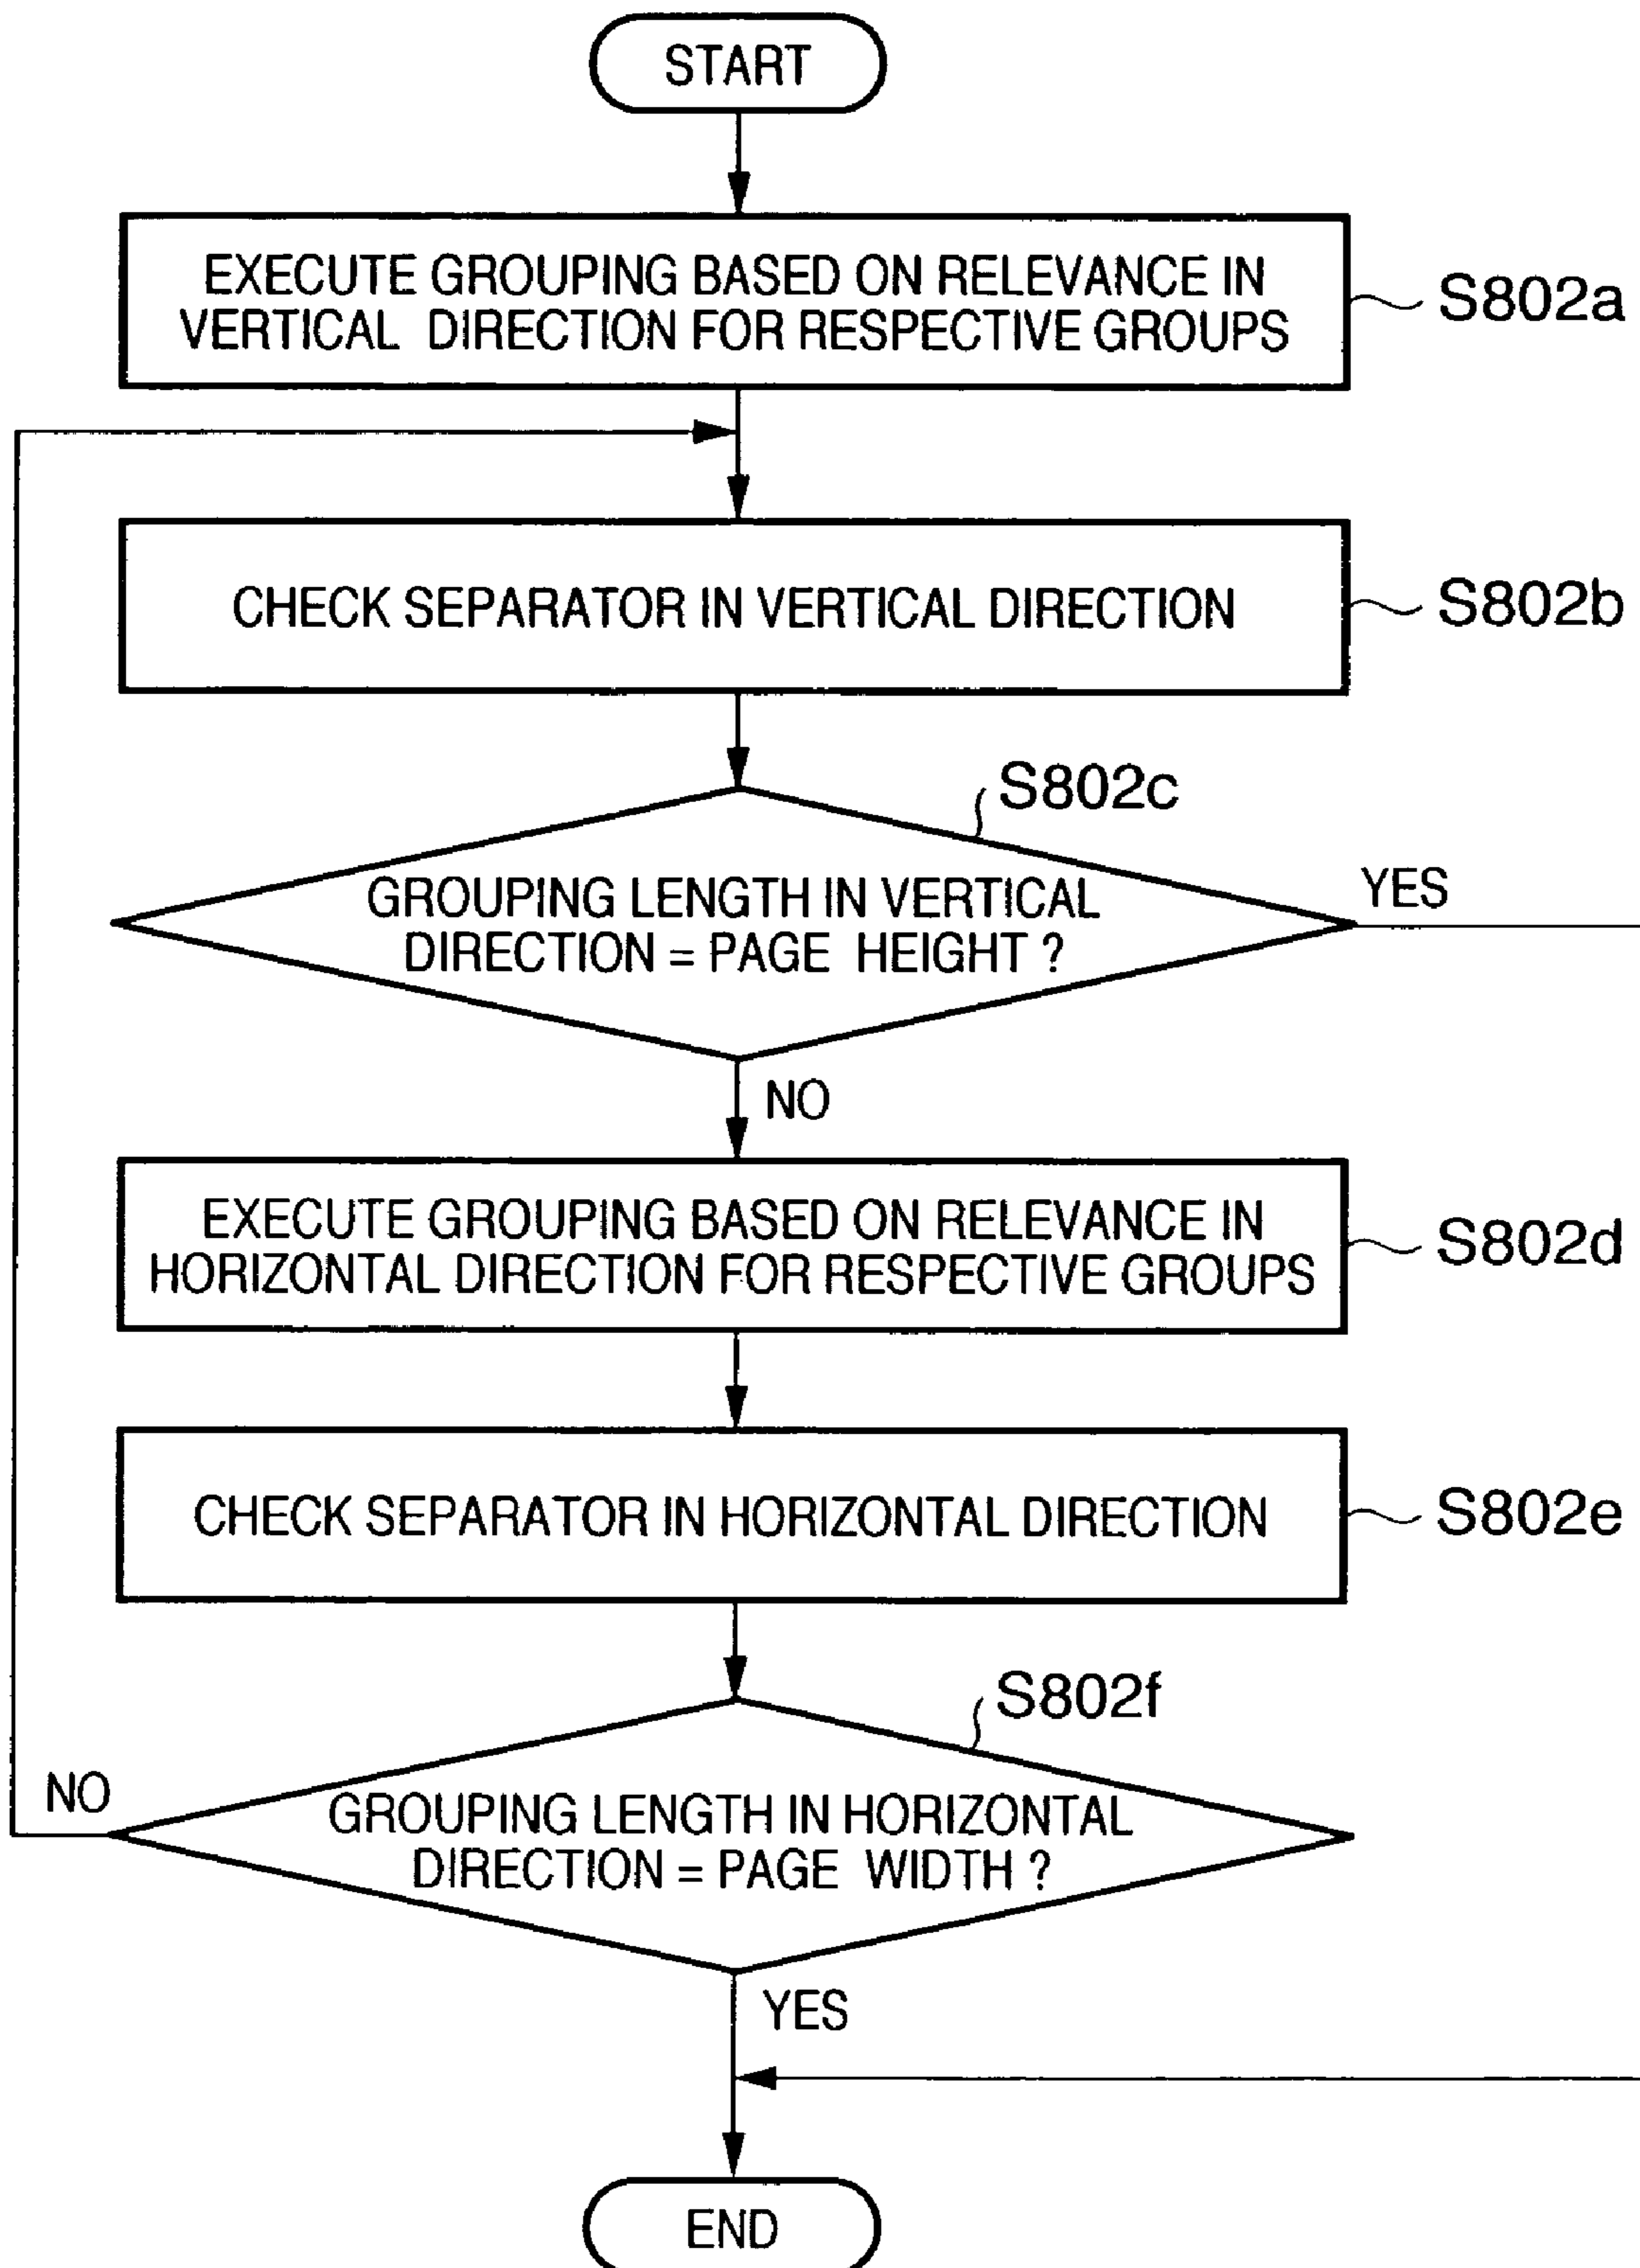 START
EXECUTE GROUPING BASED ON RELEVANCE IN
VERTICAL DIRECTION FOR RESPECTIVE GROUPS
S802a
CHECK SEPARATOR IN VERTICAL DIRECTION
S802b
S802c
GROUPING LENGTH IN VERTICAL
DIRECTION = PAGE HEIGHT ?
YES
NO
EXECUTE GROUPING BASED ON RELEVANCE IN
HORIZONTAL DIRECTION FOR RESPECTIVE GROUPS
S802d
CHECK SEPARATOR IN HORIZONTAL DIRECTION
S802e
S802f
NO
GROUPING LENGTH IN HORIZONTAL
DIRECTION = PAGE WIDTH ?
YES
END